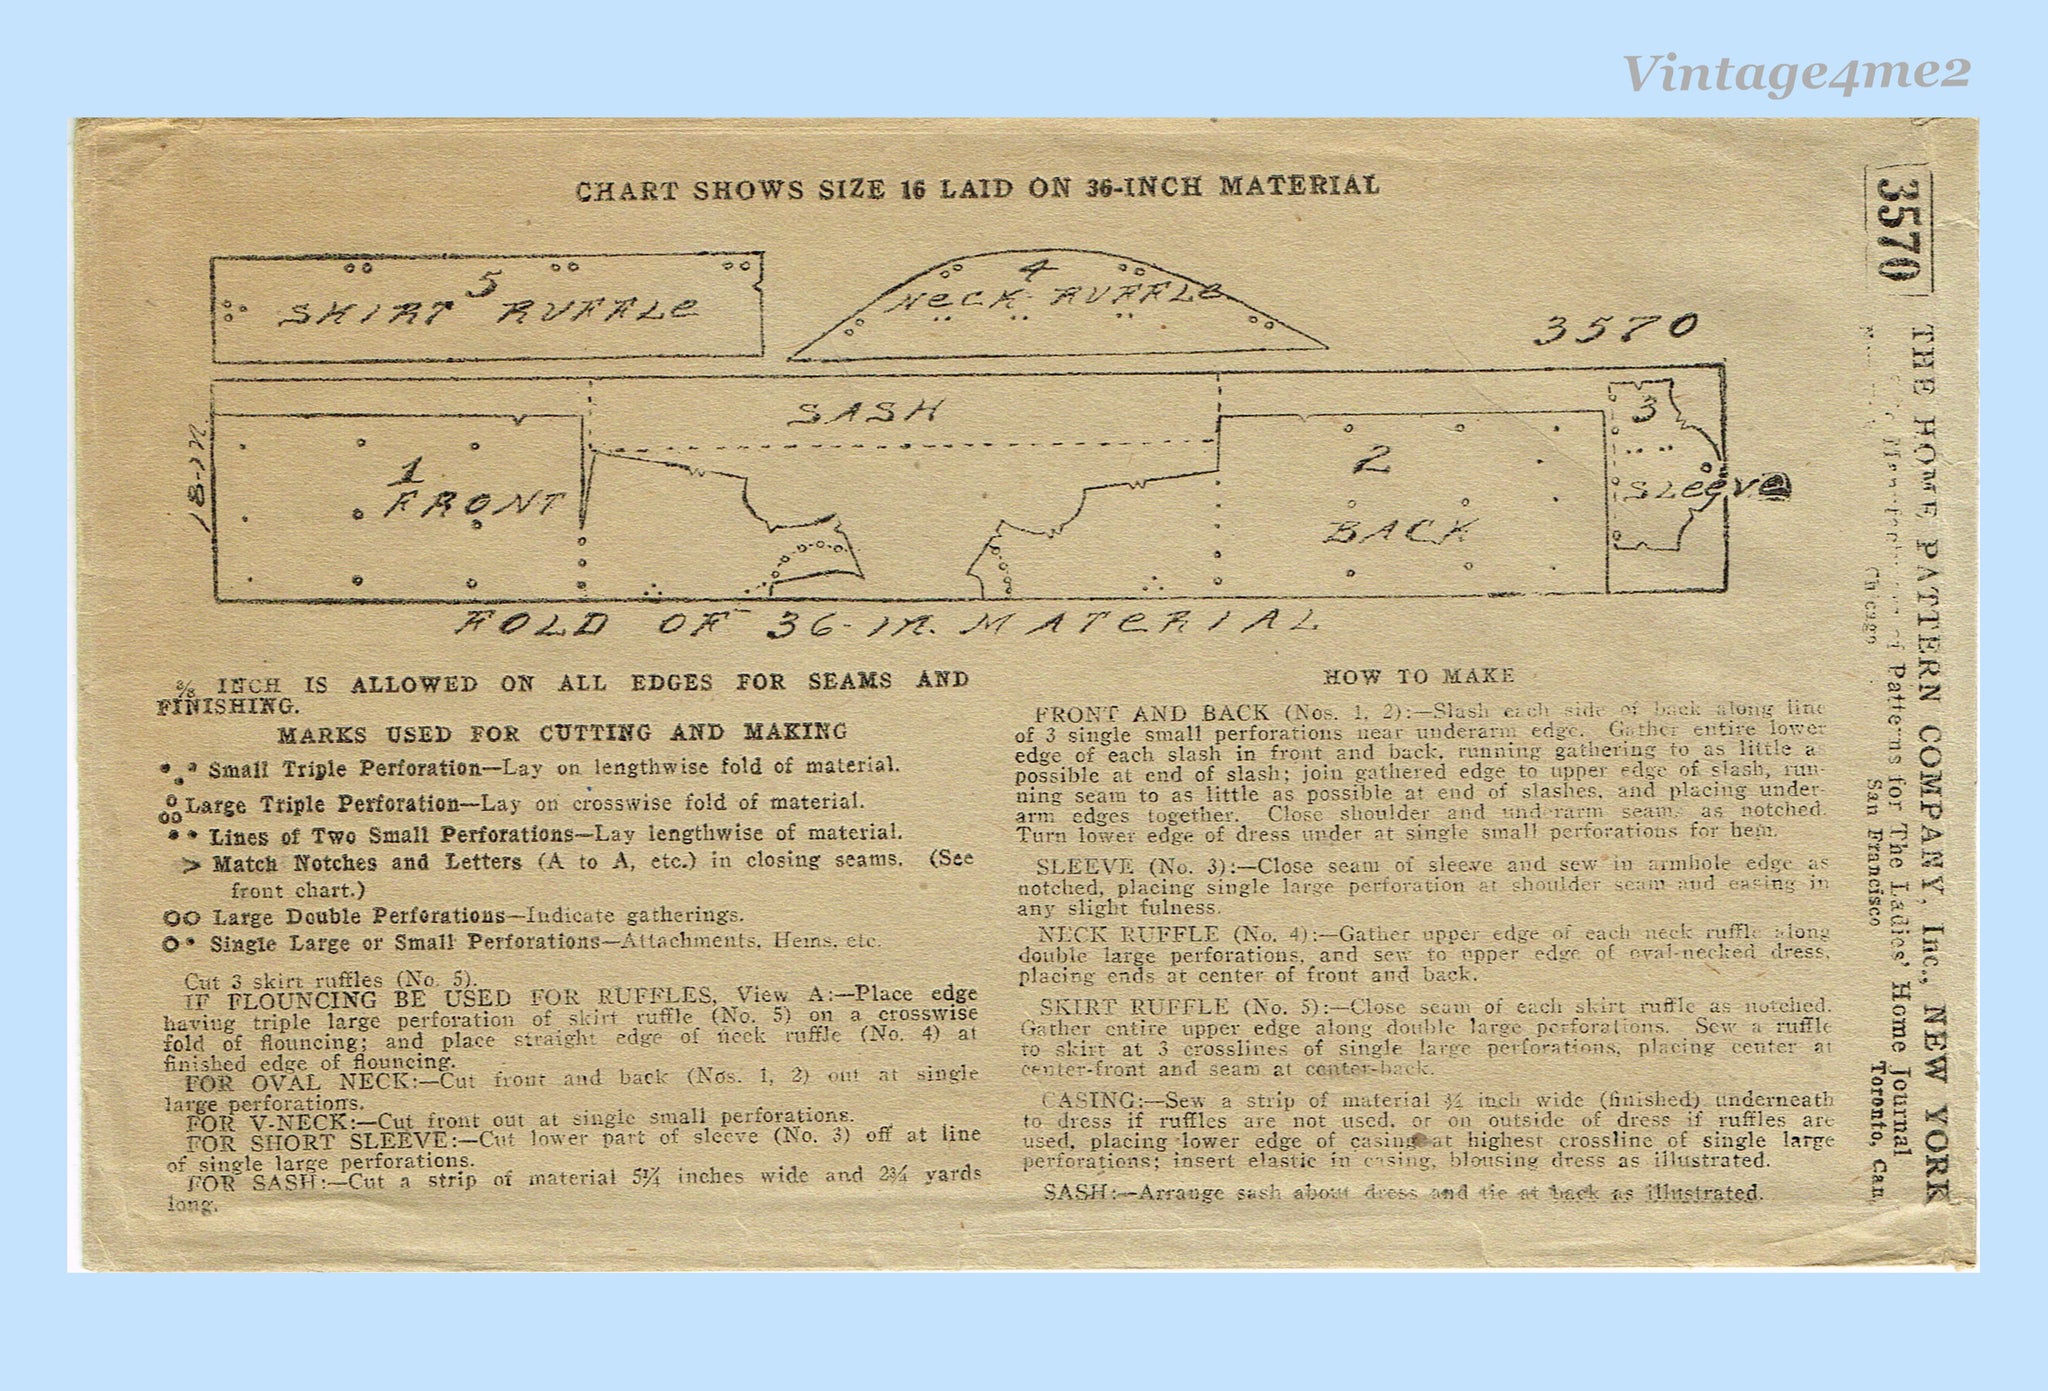 Vintage4me2
CHART SHOWS SIZE 16 LAID ON 36-INCH MATERIAL
5
SKIRT RUFFLE
4
NECK RUFFLE
3570
SASH
18-IN.
1
FRONT
2
BACK
3
SLEEVE
FOLD OF 36-IN. MATERIAL
3/8 INCH IS ALLOWED ON ALL EDGES FOR SEAMS AND
FINISHING.
MARKS USED FOR CUTTING AND MAKING
Small Triple Perforation—Lay on lengthwise fold of material.
Large Triple Perforation—Lay on crosswise fold of material.
Lines of Two Small Perforations—Lay lengthwise of material.
Match Notches and Letters (A to A, etc.) in closing seams. (See
front chart.)
Large Double Perforations—Indicate gatherings.
Single Large or Small Perforations—Attachments, Hems, etc.
Cut 3 skirt ruffles (No. 5).
IF FLOUNCING BE USED FOR RUFFLES, View A:—Place edge
having triple large perforation of skirt ruffle (No. 5) on a crosswise
fold of flouncing; and place straight edge of neck ruffle (No. 4) at
finished edge of flouncing.
FOR OVAL NECK:—Cut front and back (Nos. 1, 2) out at single
large perforations.
FOR V-NECK:—Cut front out at single small perforations.
FOR SHORT SLEEVE:—Cut lower part of sleeve (No. 3) off at line
of single large perforations.
FOR SASH:—Cut a strip of material 5¼ inches wide and 2¾ yards
long.
HOW TO MAKE
FRONT AND BACK (Nos. 1, 2):—Slash each side of back along line
of 3 single small perforations near underarm edge. Gather entire lower
edge of each slash in front and back, running gathering to as little as
possible at end of slash; join gathered edge to upper edge of slash, run-
ning seam to as little as possible at end of slashes, and placing under-
arm edges together. Close shoulder and underarm seams as notched.
Turn lower edge of dress under at single small perforations for hem.
SLEEVE (No. 3):—Close seam of sleeve and sew in armhole edge as
notched, placing single large perforation at shoulder seam and easing in
any slight fulness.
NECK RUFFLE (No. 4):—Gather upper edge of each neck ruffle along
double large perforations, and sew to upper edge of oval-necked dress,
placing ends at center of front and back.
SKIRT RUFFLE (No. 5):—Close seam of each skirt ruffle as notched.
Gather entire upper edge along double large perforations. Sew a ruffle
to skirt at 3 crosslines of single large perforations, placing center at
center-front and seam at center-back.
CASING:—Sew a strip of material ¾ inch wide (finished) underneath
to dress if ruffles are not used, or on outside of dress if ruffles are
used, placing lower edge of casing at highest crossline of single large
perforations; insert elastic in casing, blousing dress as illustrated.
SASH:—Arrange sash about dress and tie at back as illustrated.
3570
THE HOME PATTERN COMPANY, Inc., NEW YORK
of Patterns for The Ladies' Home Journal
Chicago San Francisco Toronto, Can.